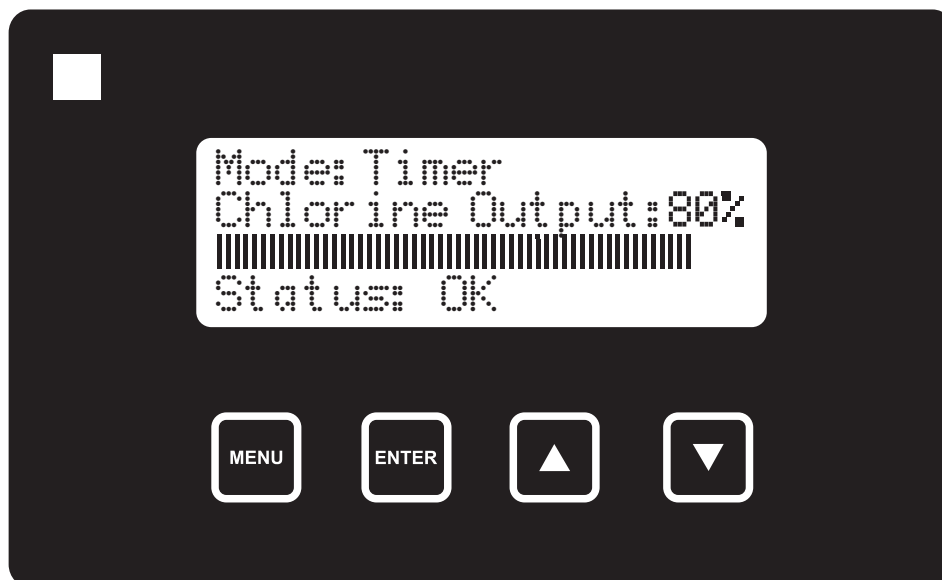 Mode: Timer
Chlorine Output:80%
Status: OK
MENU
ENTER